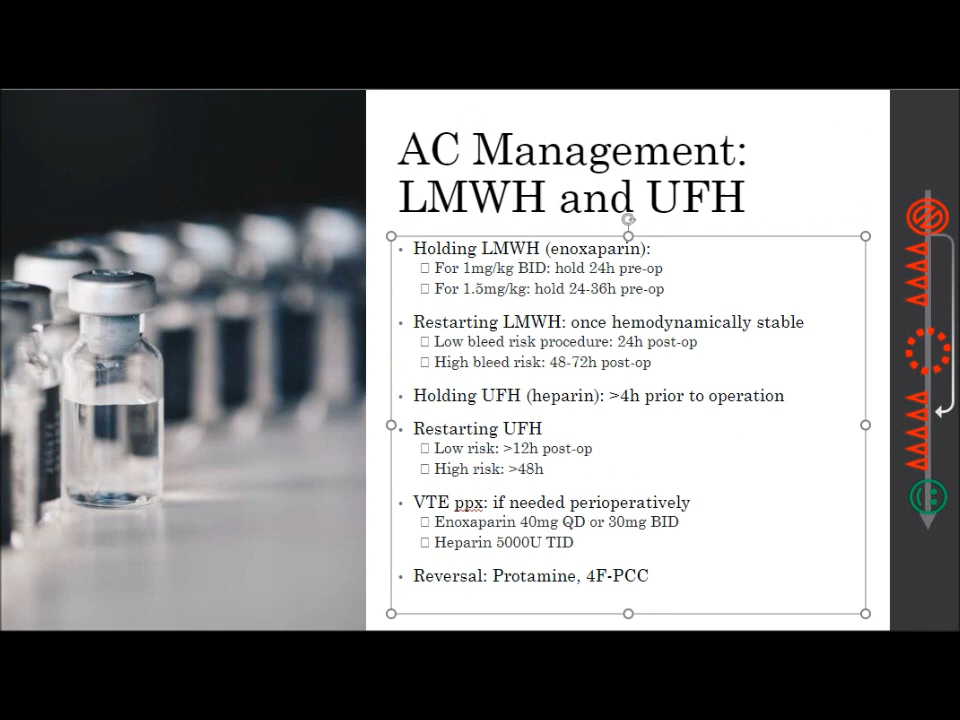 AC Management:
LMWH and UFH
• Holding LMWH (enoxaparin):
□ For 1mg/kg BID: hold 24h pre-op
□ For 1.5mg/kg: hold 24-36h pre-op
• Restarting LMWH: once hemodynamically stable
□ Low bleed risk procedure: 24h post-op
□ High bleed risk: 48-72h post-op
• Holding UFH (heparin): >4h prior to operation
• Restarting UFH
□ Low risk: >12h post-op
□ High risk: >48h
• VTE ppx: if needed perioperatively
□ Enoxaparin 40mg QD or 30mg BID
□ Heparin 5000U TID
• Reversal: Protamine, 4F-PCC